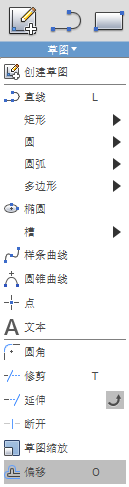 草图
创建草图
直线 L
矩形
圆
圆弧
多边形
椭圆
槽
样条曲线
圆锥曲线
点
文本
圆角
修剪 T
延伸
断开
草图缩放
偏移 O